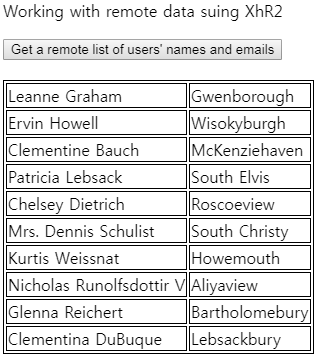 Working with remote data suing XhR2
Get a remote list of users' names and emails
Leanne Graham Gwenborough
Ervin Howell Wisokyburgh
Clementine Bauch McKenziehaven
Patricia Lebsack South Elvis
Chelsey Dietrich Roscoeview
Mrs. Dennis Schulist South Christy
Kurtis Weissnat Howemouth
Nicholas Runolfsdottir V Aliyaview
Glenna Reichert Bartholomebury
Clementina DuBuque Lebsackbury